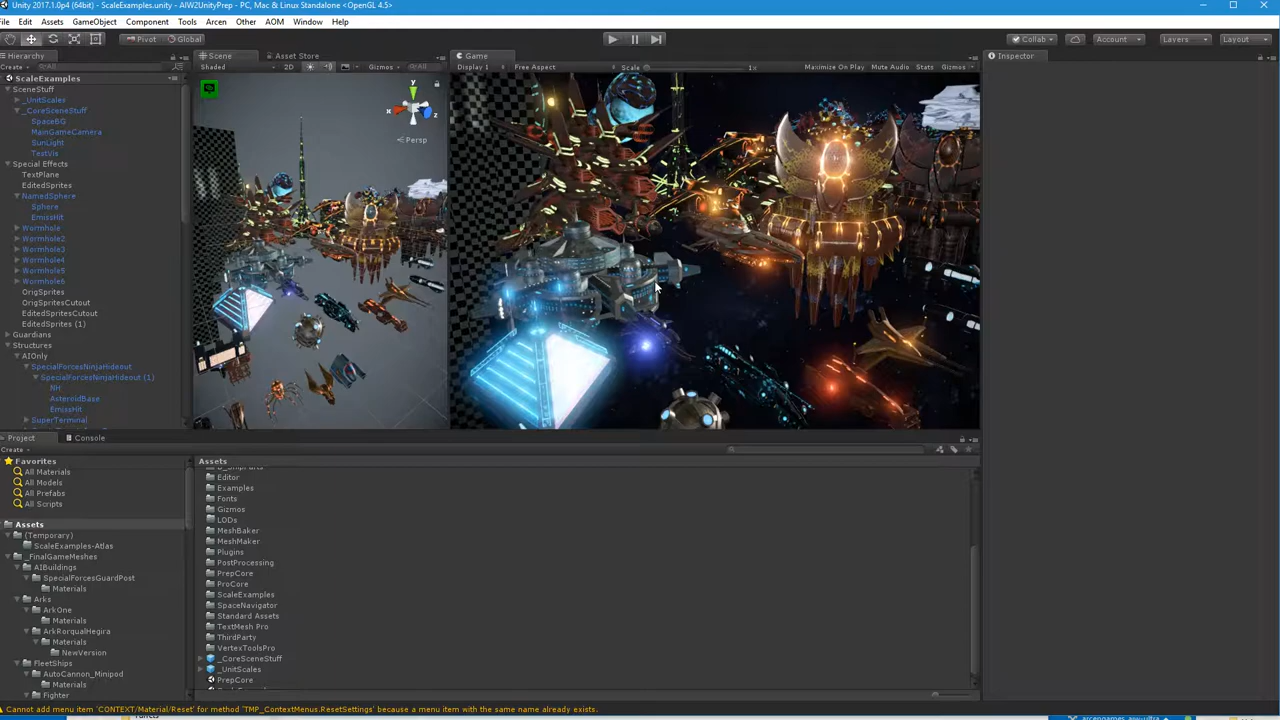 Unity 2017.1.0p4 (64bit) - ScaleExamples.unity - AIW2UnityPrep - PC, Mac & Linux Standalone <OpenGL 4.5>
File Edit Assets GameObject Component Tools Arcen Other AOM Window Help
Pivot Global Collab Account Layers Layout
Hierarchy Scene Asset Store Game Inspector
Create All Shaded 2D Gizmos All Display 1 Free Aspect Scale 1x Maximize On Play Mute Audio Stats Gizmos
ScaleExamples
SceneStuff
_UnitScales
_CoreSceneStuff
SpaceBG
MainGameCamera
SunLight
TestVis
Special Effects
TextPlane
EditedSprites
NamedSphere
Sphere
EmissHit
Wormhole
Wormhole2
Wormhole3
Wormhole4
Wormhole5
Wormhole6
OrigSprites
OrigSpritesCutout
EditedSpritesCutout
EditedSprites (1)
Guardians
Structures
AIOnly
SpecialForcesNinjaHideout
SpecialForcesNinjaHideout (1)
NH
AsteroidBase
EmissHit
SuperTerminal
y
x
z
Persp
Project Console
Create
Favorites
All Materials
All Models
All Prefabs
All Scripts
Assets
(Temporary)
ScaleExamples-Atlas
_FinalGameMeshes
AIBuildings
SpecialForcesGuardPost
Materials
Arks
ArkOne
Materials
ArkRorqualHegira
Materials
NewVersion
FleetShips
AutoCannon_Minipod
Materials
Fighter
Assets
Editor
Examples
Fonts
Gizmos
LODs
MeshBaker
MeshMaker
Plugins
PostProcessing
PrepCore
ProCore
ScaleExamples
SpaceNavigator
Standard Assets
TextMesh Pro
ThirdParty
VertexToolsPro
_CoreSceneStuff
_UnitScales
PrepCore
Cannot add menu item 'CONTEXT/Material/Reset' for method 'TMP_ContextMenus.ResetSettings' because a menu item with the same name already exists.